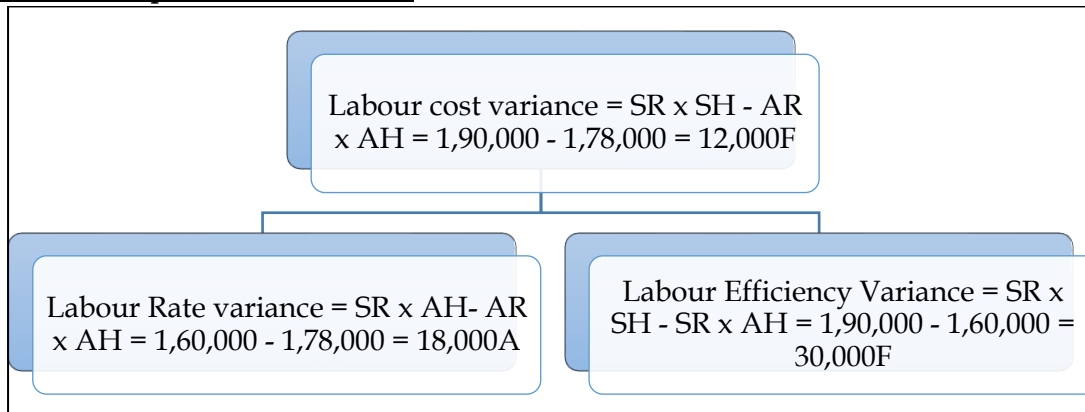 Labour cost variance = SR x SH - AR
x AH = 1,90,000 - 1,78,000 = 12,000F
Labour Rate variance = SR x AH- AR
x AH = 1,60,000 - 1,78,000 = 18,000A
Labour Efficiency Variance = SR x
SH - SR x AH = 1,90,000 - 1,60,000 =
30,000F